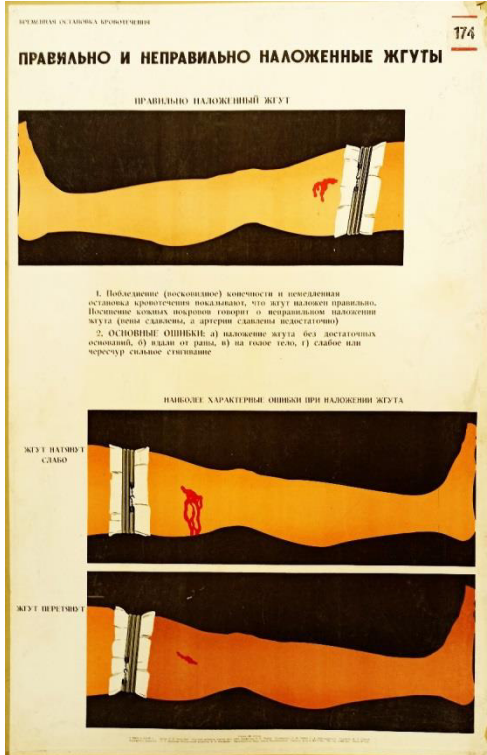 ВРЕМЕННАЯ ОСТАНОВКА КРОВОТЕЧЕНИЯ
174
ПРАВИЛЬНО И НЕПРАВИЛЬНО НАЛОЖЕННЫЕ ЖГУТЫ
ПРАВИЛЬНО НАЛОЖЕННЫЙ ЖГУТ
1. Побледнение (восковидное) конечности и немедленная
остановка кровотечения показывают, что жгут наложен правильно.
Посинение кожных покровов говорит о неправильном наложении
жгута (вены сдавлены, а артерии сдавлены недостаточно)
2. ОСНОВНЫЕ ОШИБКИ: а) наложение жгута без достаточных
оснований, б) вдали от раны, в) на голое тело, г) слабое или
чересчур сильное стягивание
НАИБОЛЕЕ ХАРАКТЕРНЫЕ ОШИБКИ ПРИ НАЛОЖЕНИИ ЖГУТА
ЖГУТ НАТЯНУТ
СЛАБО
ЖГУТ ПЕРЕТЯНУТ